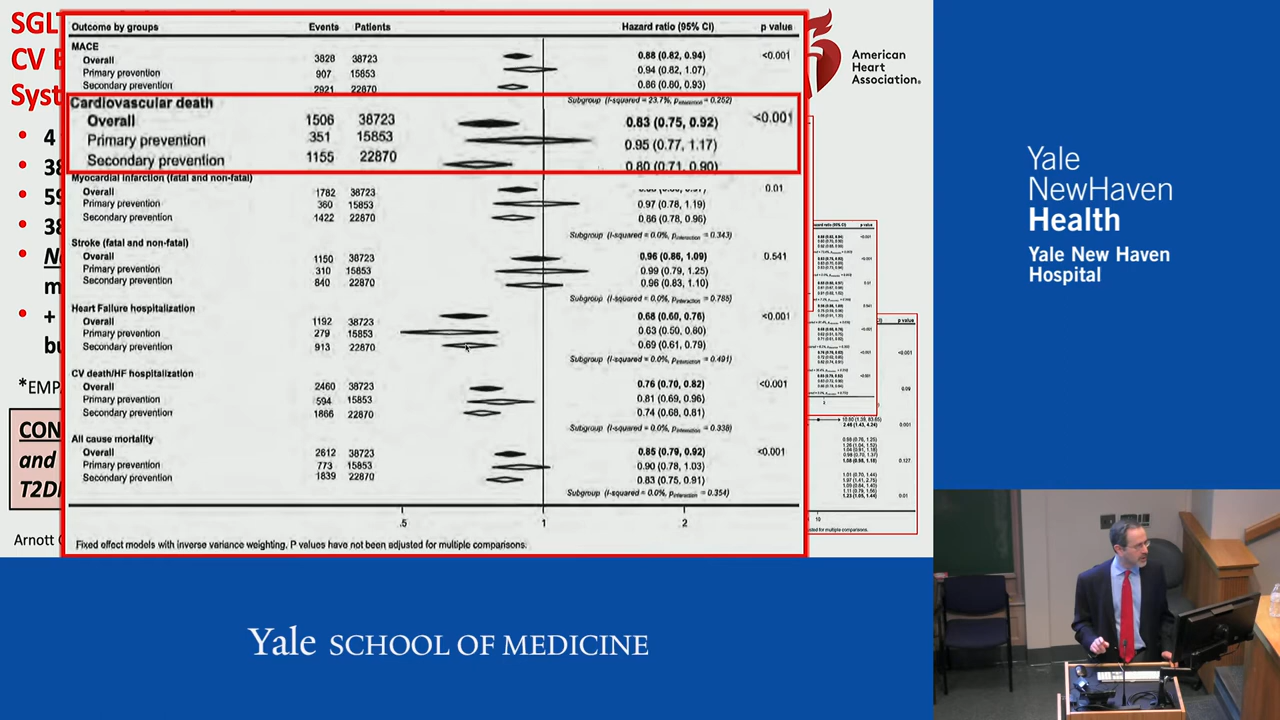 SGLT
CV E
Syst
4
38
59
38
N
m
+
bu
*EMPA
CON
and
T2D
Arnott
Outcome by groups Events Patients Hazard ratio (95% CI) p value
MACE
Overall 3828 38723 0.88 (0.82, 0.94) <0.001
Primary prevention 907 15853 0.94 (0.82, 1.07)
Secondary prevention 2921 22870 0.86 (0.80, 0.93)
Subgroup (I-squared = 23.7%, pinteraction = 0.252)
Cardiovascular death
Overall 1506 38723 0.83 (0.75, 0.92) <0.001
Primary prevention 351 15853 0.95 (0.77, 1.17)
Secondary prevention 1155 22870 0.80 (0.71, 0.90)
Myocardial infarction (fatal and non-fatal)
Overall 1782 38723 0.01
Primary prevention 360 15853 0.97 (0.78, 1.19)
Secondary prevention 1422 22870 0.86 (0.78, 0.96)
Subgroup (I-squared = 0.0%, pinteraction = 0.343)
Stroke (fatal and non-fatal)
Overall 1150 38723 0.96 (0.86, 1.09) 0.541
Primary prevention 310 15853 0.99 (0.79, 1.25)
Secondary prevention 840 22870 0.96 (0.83, 1.10)
Subgroup (I-squared = 0.0%, pinteraction = 0.785)
Heart Failure hospitalization
Overall 1192 38723 0.68 (0.60, 0.76) <0.001
Primary prevention 279 15853 0.63 (0.50, 0.80)
Secondary prevention 913 22870 0.69 (0.61, 0.79)
Subgroup (I-squared = 0.0%, pinteraction = 0.491)
CV death/HF hospitalization
Overall 2460 38723 0.76 (0.70, 0.82) <0.001
Primary prevention 594 15853 0.81 (0.69, 0.96)
Secondary prevention 1866 22870 0.74 (0.68, 0.81)
Subgroup (I-squared = 0.0%, pinteraction = 0.338)
All cause mortality
Overall 2612 38723 0.85 (0.79, 0.92) <0.001
Primary prevention 773 15853 0.90 (0.78, 1.03)
Secondary prevention 1839 22870 0.83 (0.75, 0.91)
Subgroup (I-squared = 0.0%, pinteraction = 0.354)
.5 1 2
Fixed effect models with inverse variance weighting. P values have not been adjusted for multiple comparisons.
American
Heart
Association®
Yale
NewHaven
Health
Yale New Haven
Hospital
Yale SCHOOL OF MEDICINE